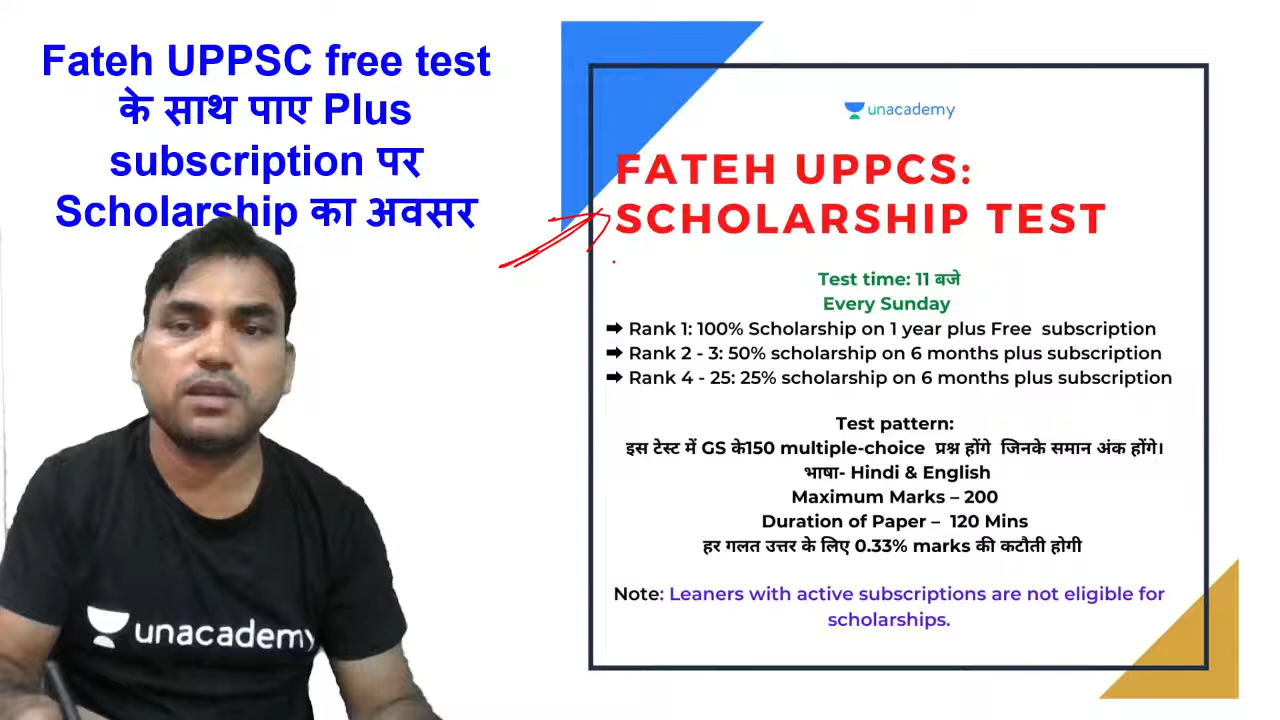 Fateh UPPSC free test
के साथ पाए Plus
subscription पर
Scholarship का अवसर
unacademy
FATEH UPPCS:
SCHOLARSHIP TEST
Test time: 11 बजे
Every Sunday
➡ Rank 1: 100% Scholarship on 1 year plus Free subscription
➡ Rank 2 - 3: 50% scholarship on 6 months plus subscription
➡ Rank 4 - 25: 25% scholarship on 6 months plus subscription
Test pattern:
इस टेस्ट में GS के150 multiple-choice प्रश्न होंगे जिनके समान अंक होंगे।
भाषा- Hindi & English
Maximum Marks – 200
Duration of Paper – 120 Mins
हर गलत उत्तर के लिए 0.33% marks की कटौती होगी
Note: Leaners with active subscriptions are not eligible for
scholarships.
unacademy